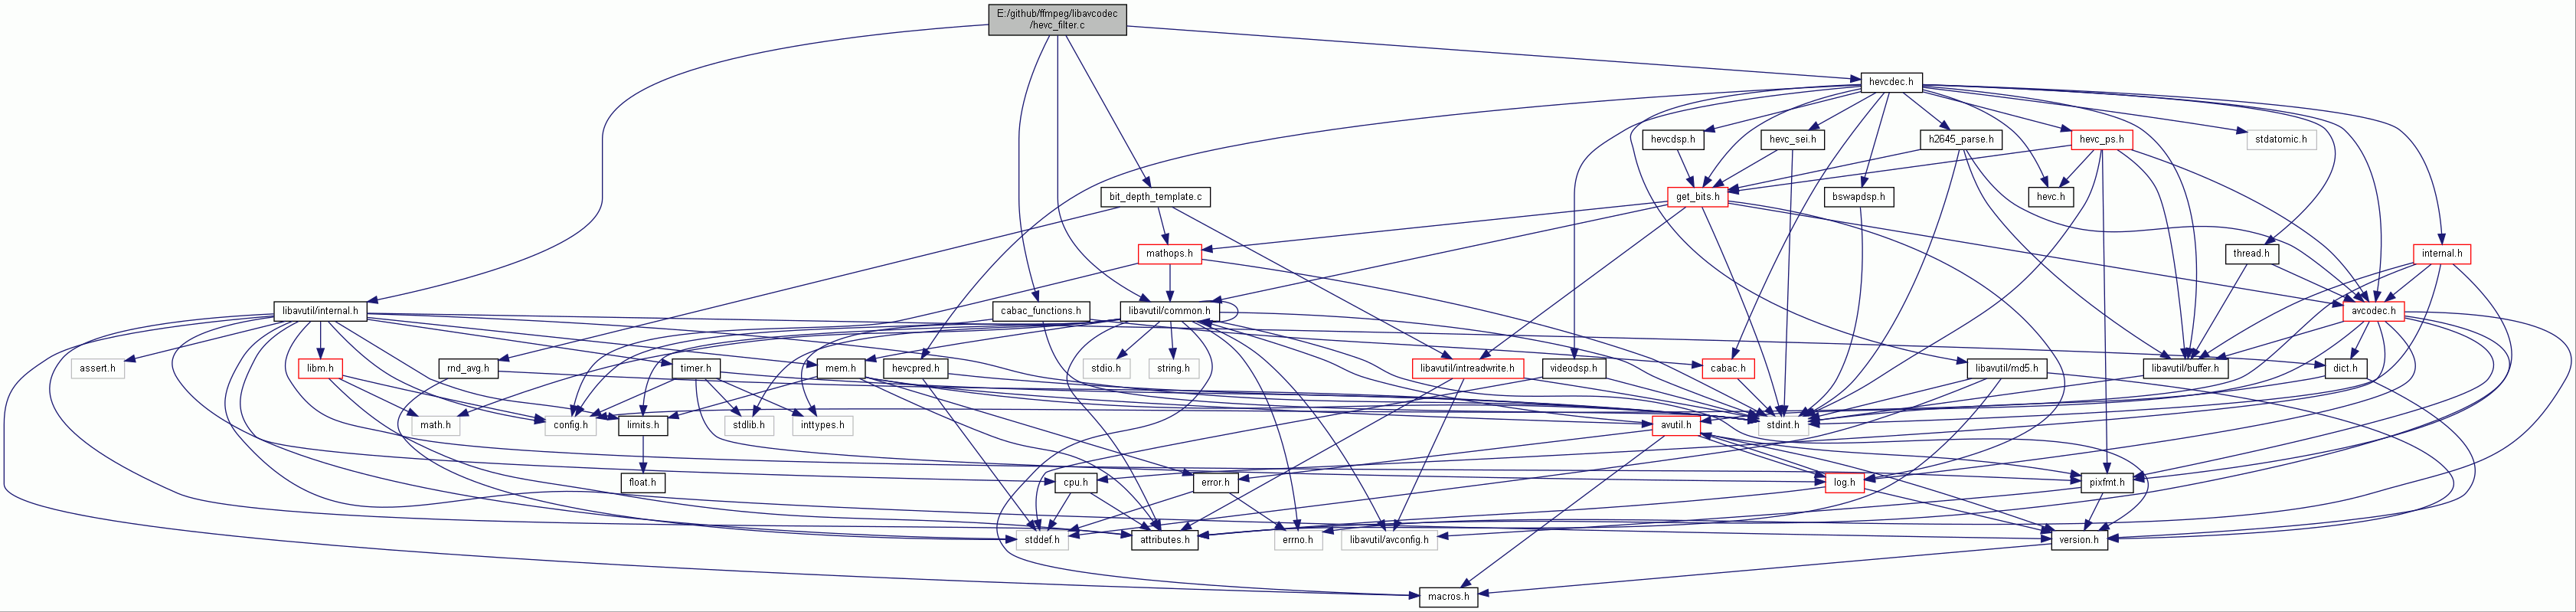 E:/github/ffmpeg/libavcodec
/hevc_filter.c
hevcdec.h
hevcdsp.h
hevc_sei.h
h2645_parse.h
hevc_ps.h
stdatomic.h
bit_depth_template.c
get_bits.h
bswapdsp.h
hevc.h
mathops.h
thread.h
internal.h
libavutil/internal.h
cabac_functions.h
libavutil/common.h
avcodec.h
assert.h
libm.h
rnd_avg.h
timer.h
mem.h
hevcpred.h
stdio.h
string.h
libavutil/intreadwrite.h
videodsp.h
cabac.h
libavutil/md5.h
libavutil/buffer.h
dict.h
math.h
config.h
limits.h
stdlib.h
inttypes.h
avutil.h
stdint.h
float.h
cpu.h
error.h
log.h
pixfmt.h
stddef.h
attributes.h
errno.h
libavutil/avconfig.h
version.h
macros.h